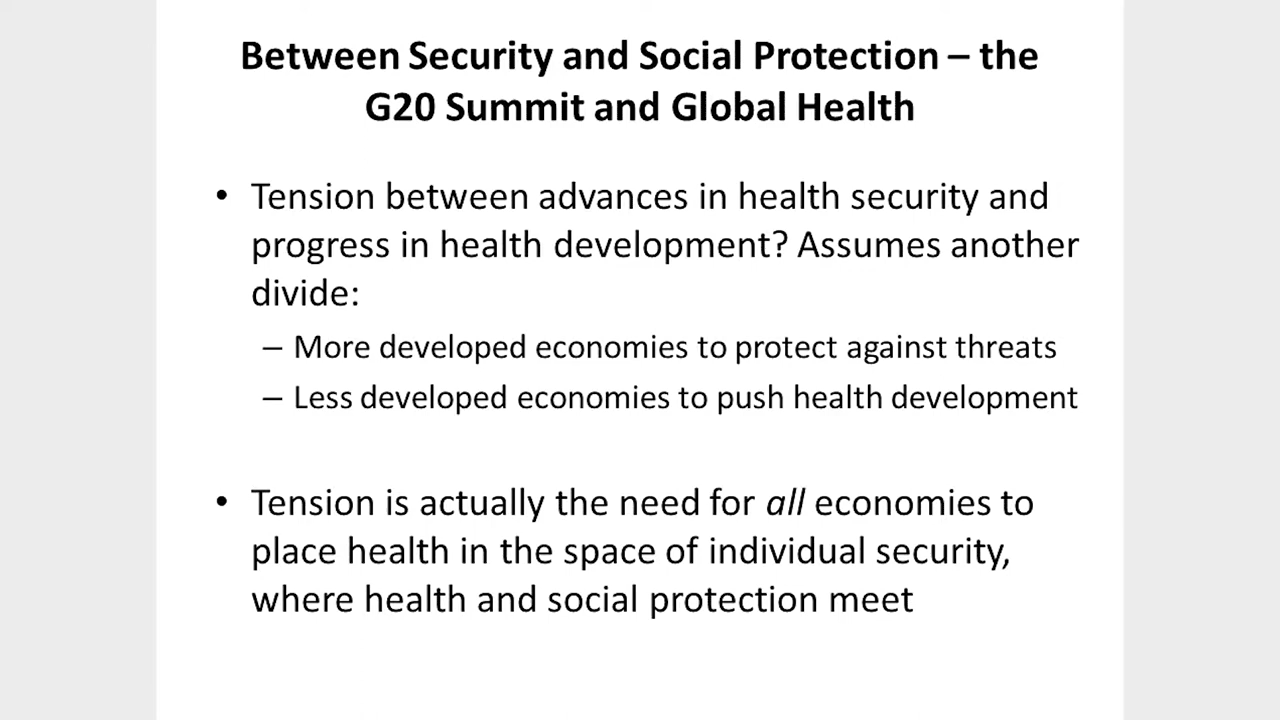 Between Security and Social Protection – the
G20 Summit and Global Health
• Tension between advances in health security and
progress in health development? Assumes another
divide:
– More developed economies to protect against threats
– Less developed economies to push health development
• Tension is actually the need for all economies to
place health in the space of individual security,
where health and social protection meet